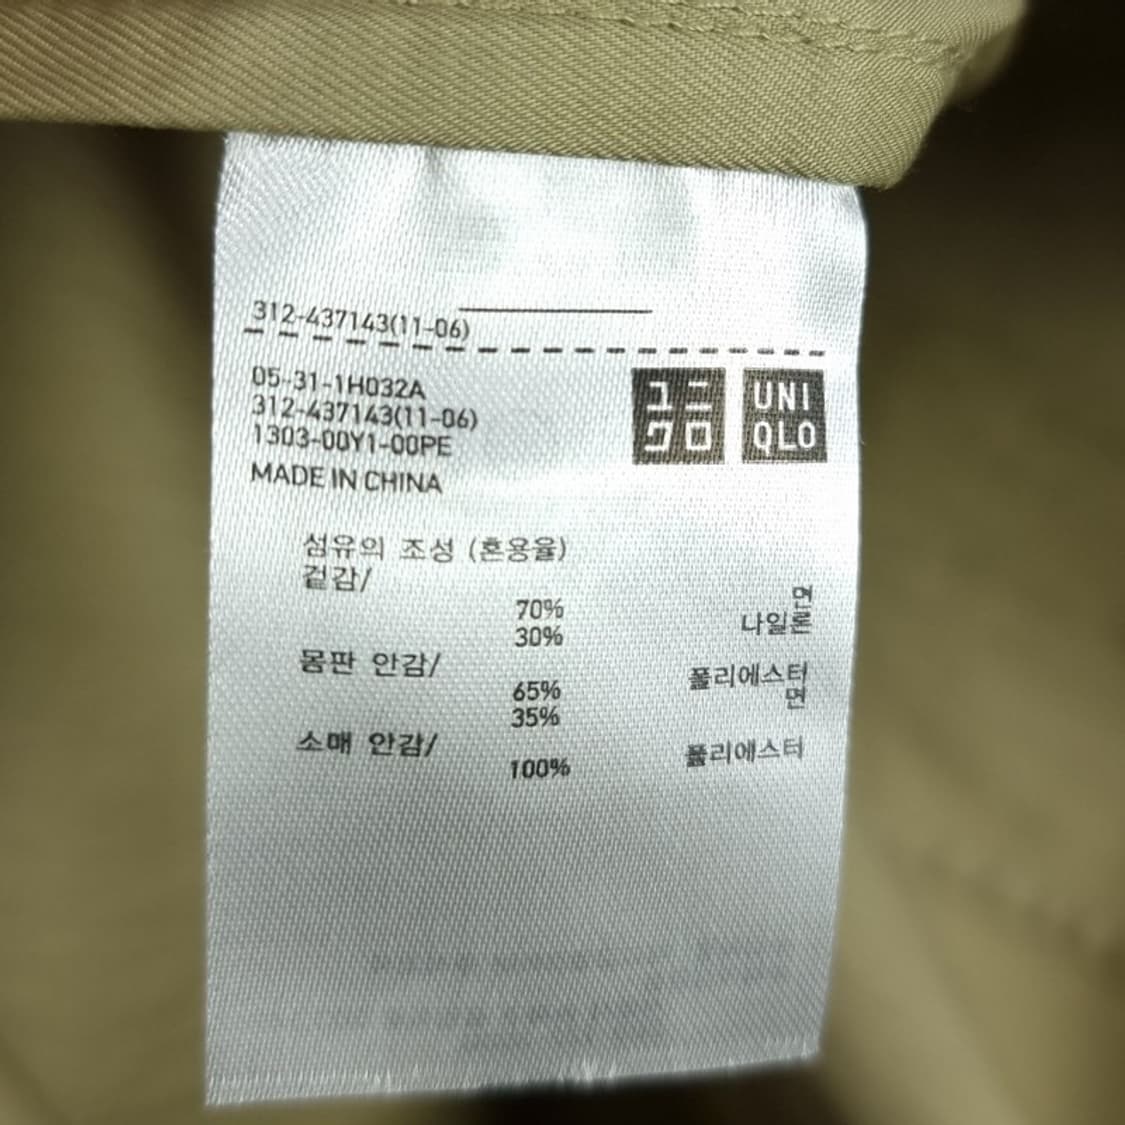 312-437143(11-06)
05-31-1H032A
312-437143(11-06)
1303-00Y1-00PE
MADE IN CHINA
ユニ
クロ
UNI
QLO
섬유의 조성 (혼용율)
겉감/
70% 면
30% 나일론
몸판 안감/
65% 폴리에스터
35% 면
소매 안감/
100% 폴리에스터